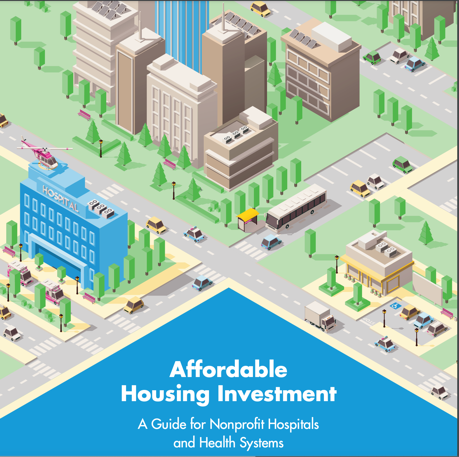 HOSPITAL
Affordable
Housing Investment
A Guide for Nonprofit Hospitals
and Health Systems